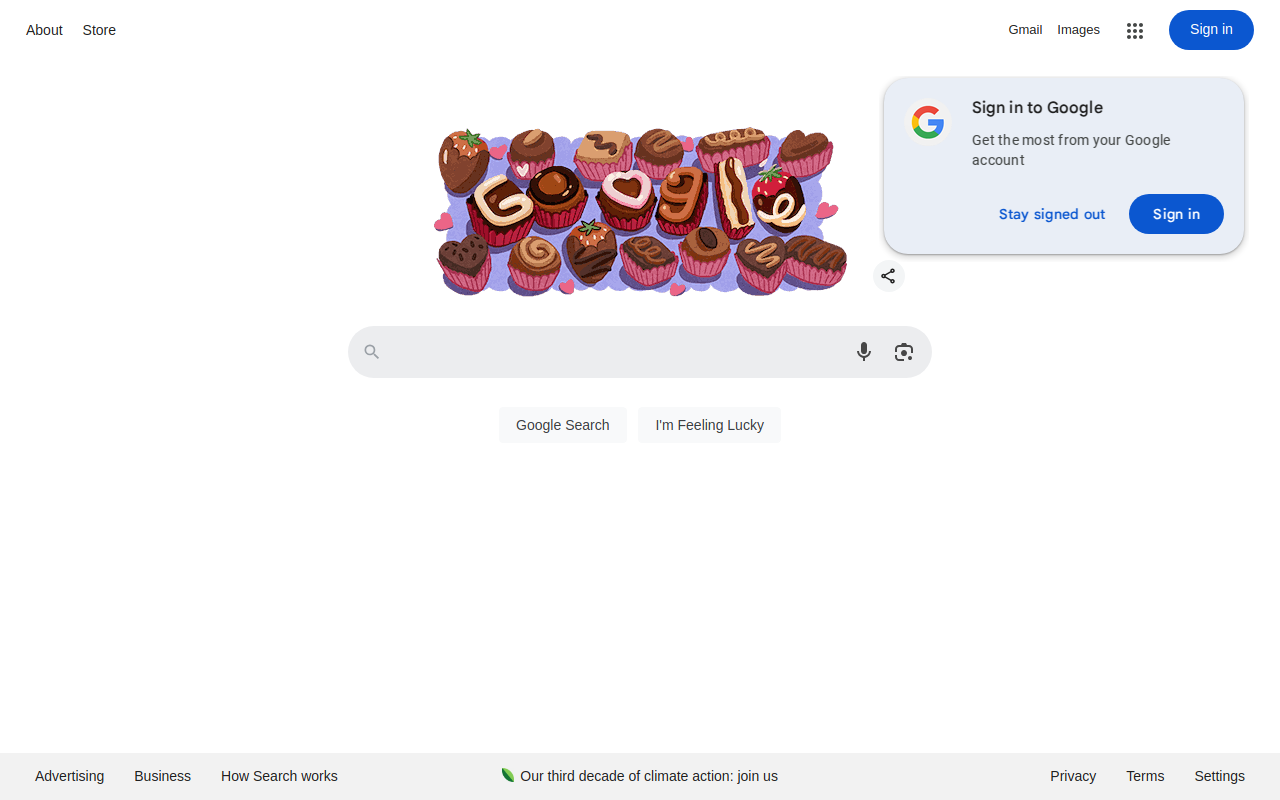 About
Store
Gmail
Images
Sign in
Sign in to Google
Get the most from your Google
account
Stay signed out
Sign in
Google
Google Search
I'm Feeling Lucky
Advertising
Business
How Search works
Our third decade of climate action: join us
Privacy
Terms
Settings